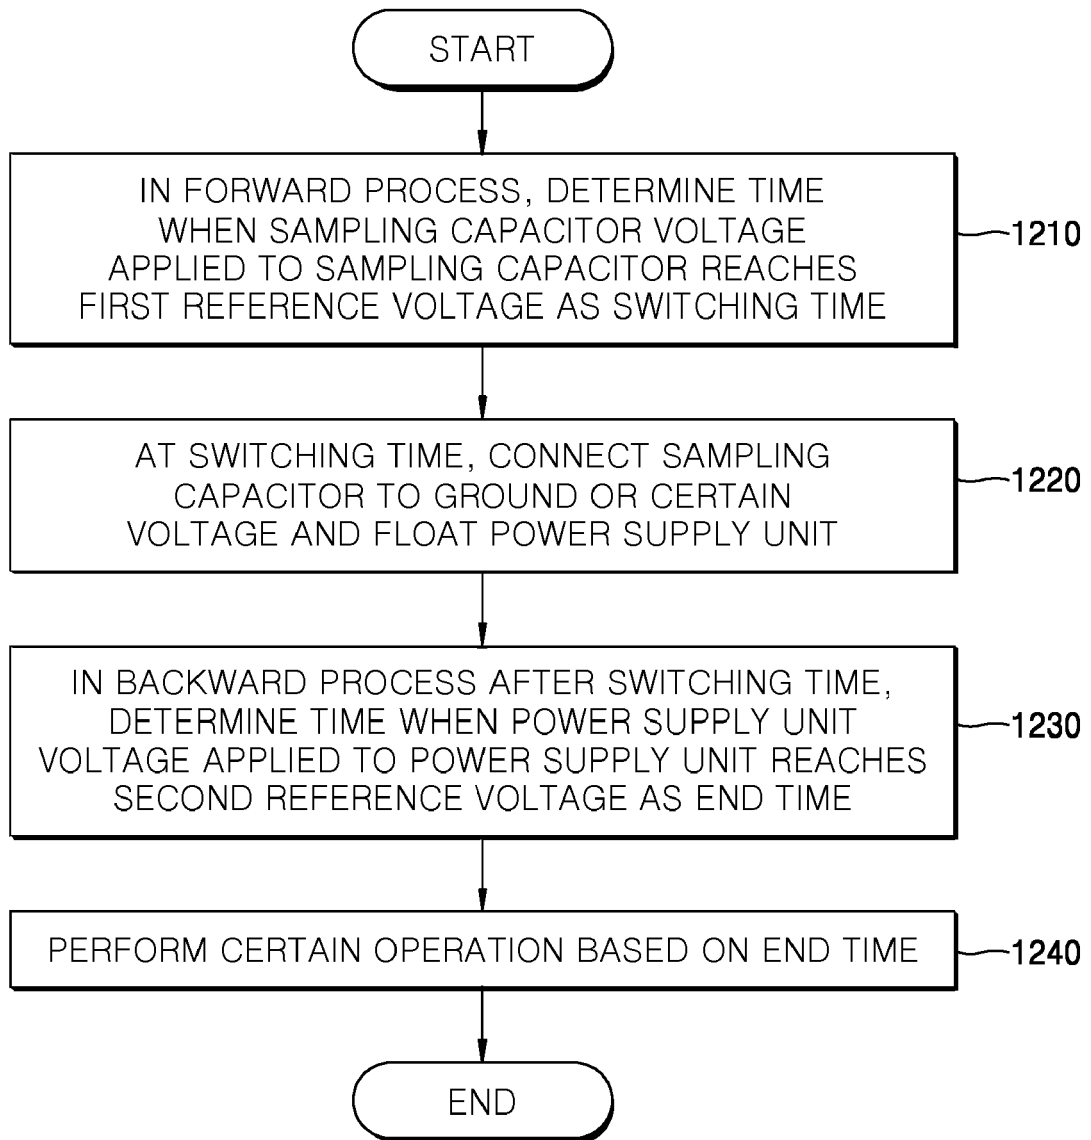 START
IN FORWARD PROCESS, DETERMINE TIME
WHEN SAMPLING CAPACITOR VOLTAGE
APPLIED TO SAMPLING CAPACITOR REACHES
FIRST REFERENCE VOLTAGE AS SWITCHING TIME
1210
AT SWITCHING TIME, CONNECT SAMPLING
CAPACITOR TO GROUND OR CERTAIN
VOLTAGE AND FLOAT POWER SUPPLY UNIT
1220
IN BACKWARD PROCESS AFTER SWITCHING TIME,
DETERMINE TIME WHEN POWER SUPPLY UNIT
VOLTAGE APPLIED TO POWER SUPPLY UNIT REACHES
SECOND REFERENCE VOLTAGE AS END TIME
1230
PERFORM CERTAIN OPERATION BASED ON END TIME
1240
END